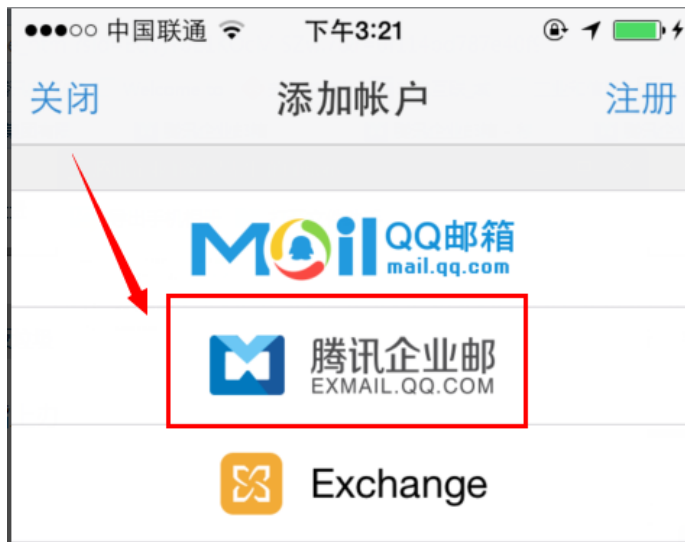 中国联通 下午3:21
关闭 添加帐户 注册
Mail QQ邮箱
mail.qq.com
腾讯企业邮
EXMAIL.QQ.COM
Exchange